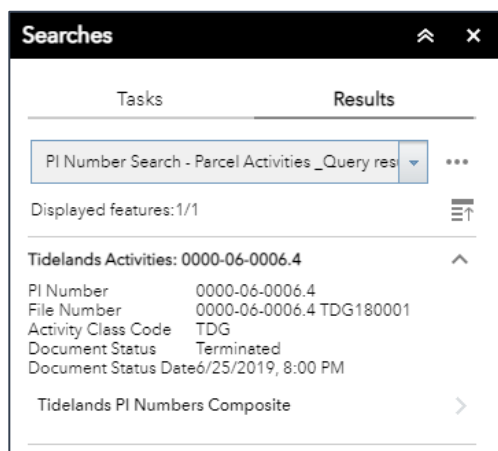 Searches
Tasks Results
PI Number Search - Parcel Activities _Query res
Displayed features:1/1
Tidelands Activities: 0000-06-0006.4
PI Number 0000-06-0006.4
File Number 0000-06-0006.4 TDG180001
Activity Class Code TDG
Document Status Terminated
Document Status Date6/25/2019, 8:00 PM
Tidelands PI Numbers Composite